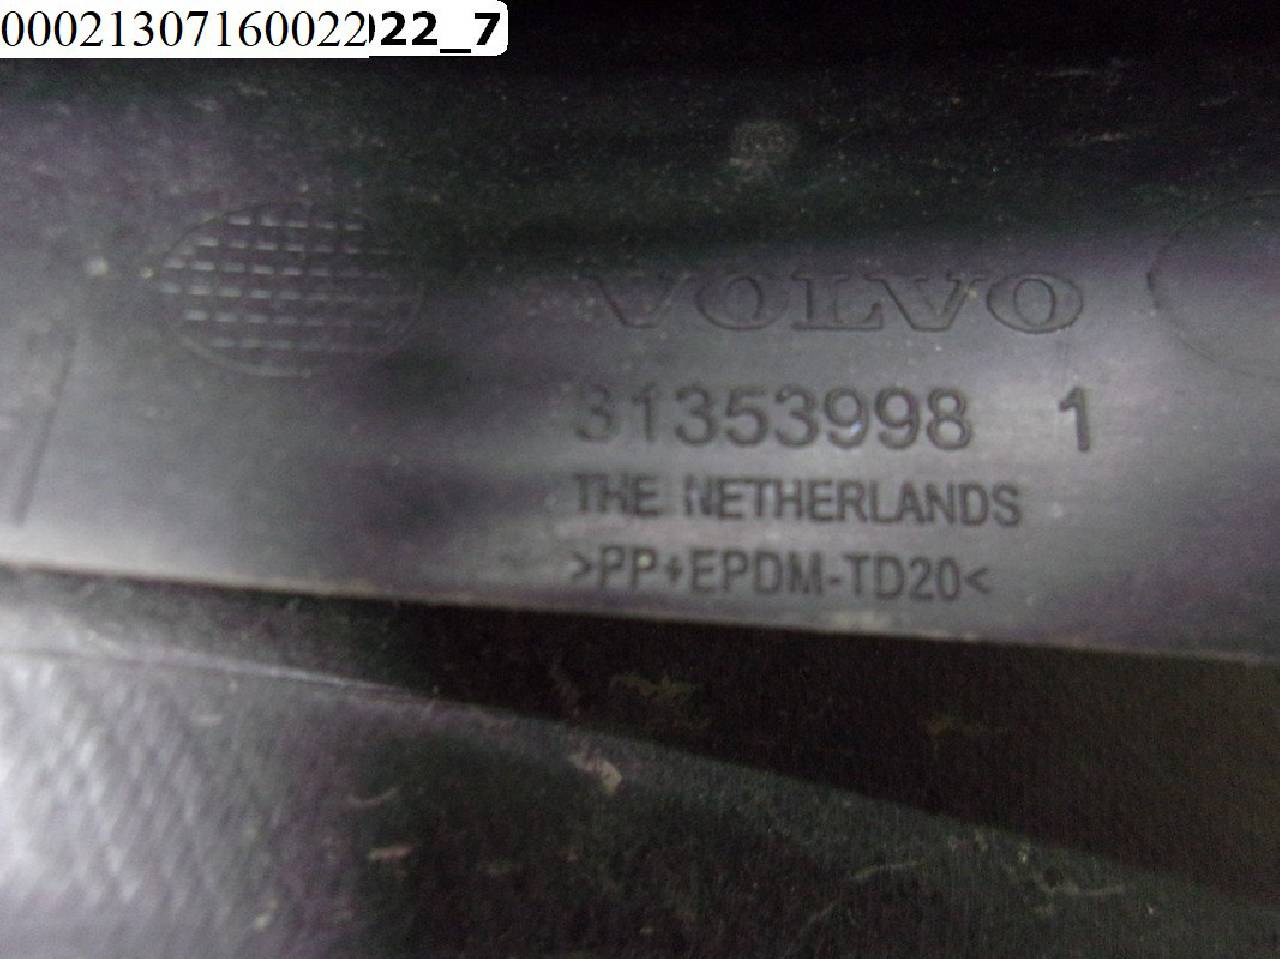 00021307160022022_7
VOLVO
31353998 1
THE NETHERLANDS
>PP+EPDM-TD20<